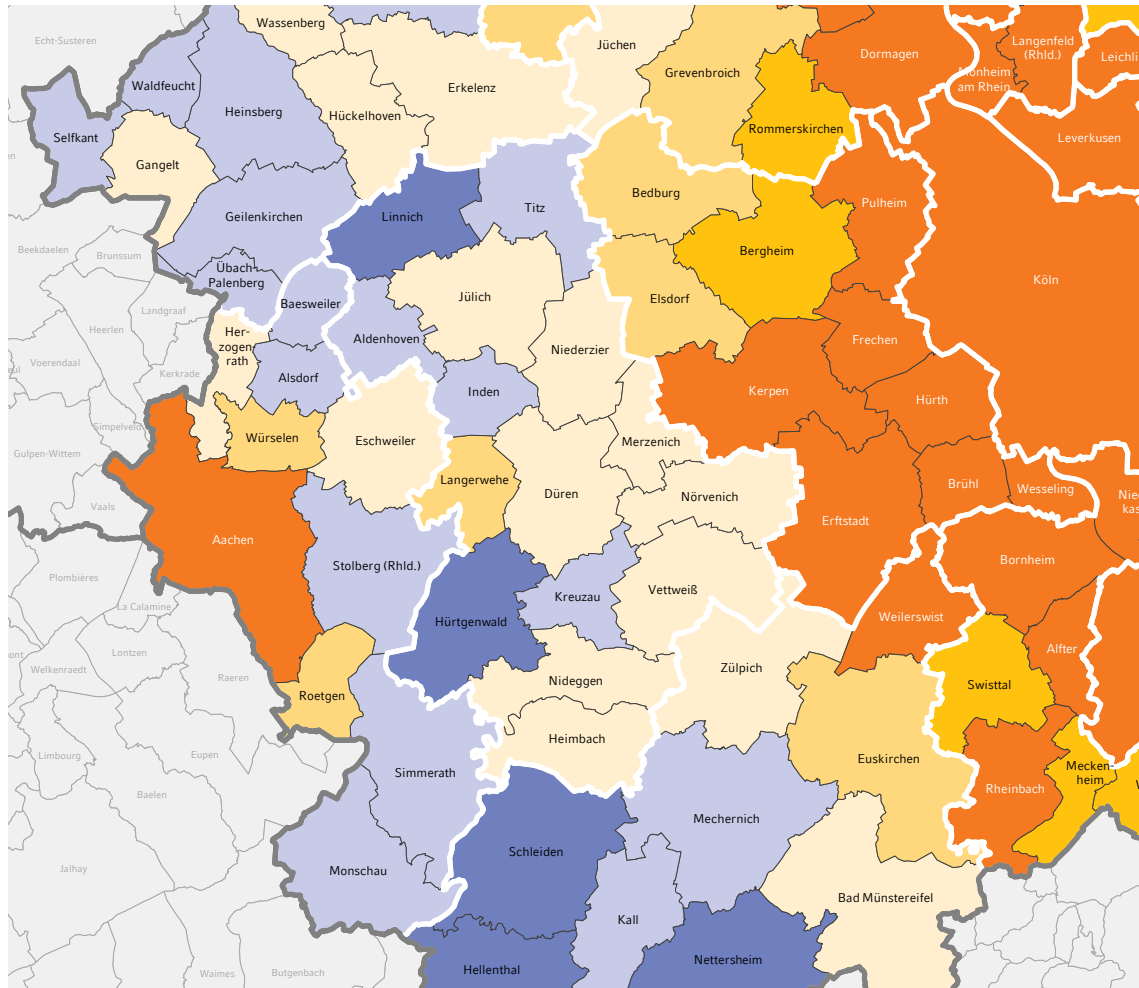 Wassenberg
Echt-Susteren
Jüchen
Dormagen
Langenfeld
(Rhld.)
Leichli
Grevenbroich
Monheim
am Rhein
Waldfeucht
Erkelenz
Heinsberg
Hückelhoven
Rommerskirchen
Leverkusen
Selfkant
en
Gangelt
Bedburg
Pulheim
Geilenkirchen
Linnich
Titz
Beekdaelen
Brunssum
Bergheim
Übach-
Palenberg
Köln
Jülich
Elsdorf
Baesweiler
Landgraaf
Heerlen
Her-
zogen-
rath
Aldenhoven
Niederzier
Frechen
Voerendaal
eul
Kerkrade
Alsdorf
Inden
Kerpen
Hürth
Simpelveld
Würselen
Eschweiler
Merzenich
Gulpen-Wittem
Langerwehe
Düren
Nörvenich
Brühl
Wesseling
Nied
kas
Vaals
Erftstadt
Aachen
Stolberg (Rhld.)
Bornheim
Plombières
Kreuzau
Vettweiß
La Calamine
Hürtgenwald
Weilerswist
Lontzen
mont
Welkenraedt
Raeren
Zülpich
Alfter
Nideggen
Swisttal
Roetgen
Heimbach
Limbourg
Eupen
Euskirchen
Simmerath
Mecken-
heim
Baelen
Rheinbach
Mechernich
Schleiden
Jalhay
Monschau
Bad Münstereifel
Kall
Nettersheim
Hellenthal
Waimes
Butgenbach